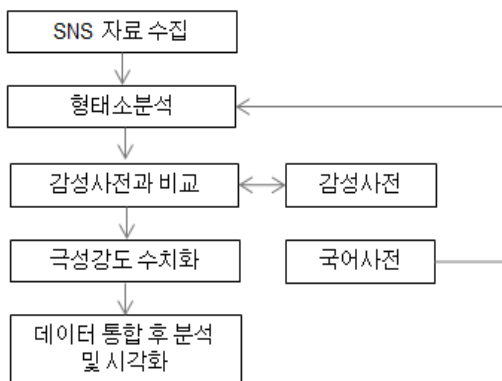 SNS 자료 수집
형태소분석
감성사전과 비교
감성사전
극성강도 수치화
국어사전
데이터 통합 후 분석
및 시각화